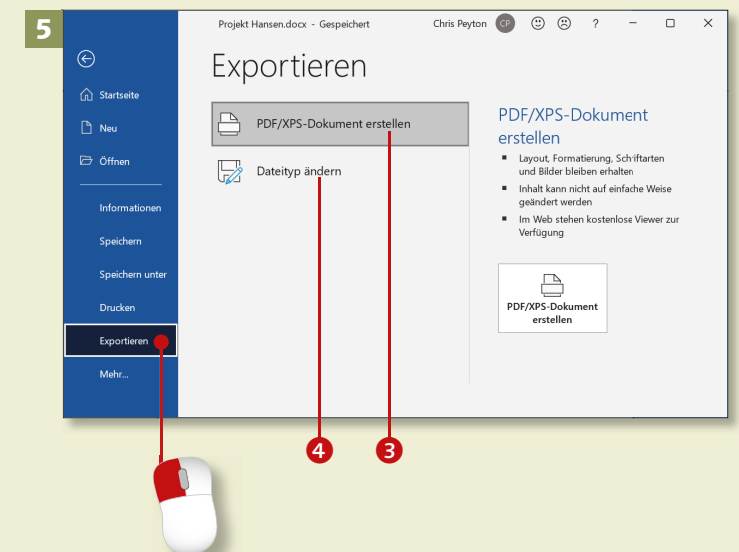 5
Projekt Hansen.docx - Gespeichert
Chris Peyton
CP
?
Exportieren
Startseite
Neu
Öffnen
Informationen
Speichern
Speichern unter
Drucken
Exportieren
Mehr...
PDF/XPS-Dokument erstellen
Dateityp ändern
PDF/XPS-Dokument
erstellen
Layout, Formatierung, Schriftarten
und Bilder bleiben erhalten
Inhalt kann nicht auf einfache Weise
geändert werden
Im Web stehen kostenlose Viewer zur
Verfügung
PDF/XPS-Dokument
erstellen
4
3